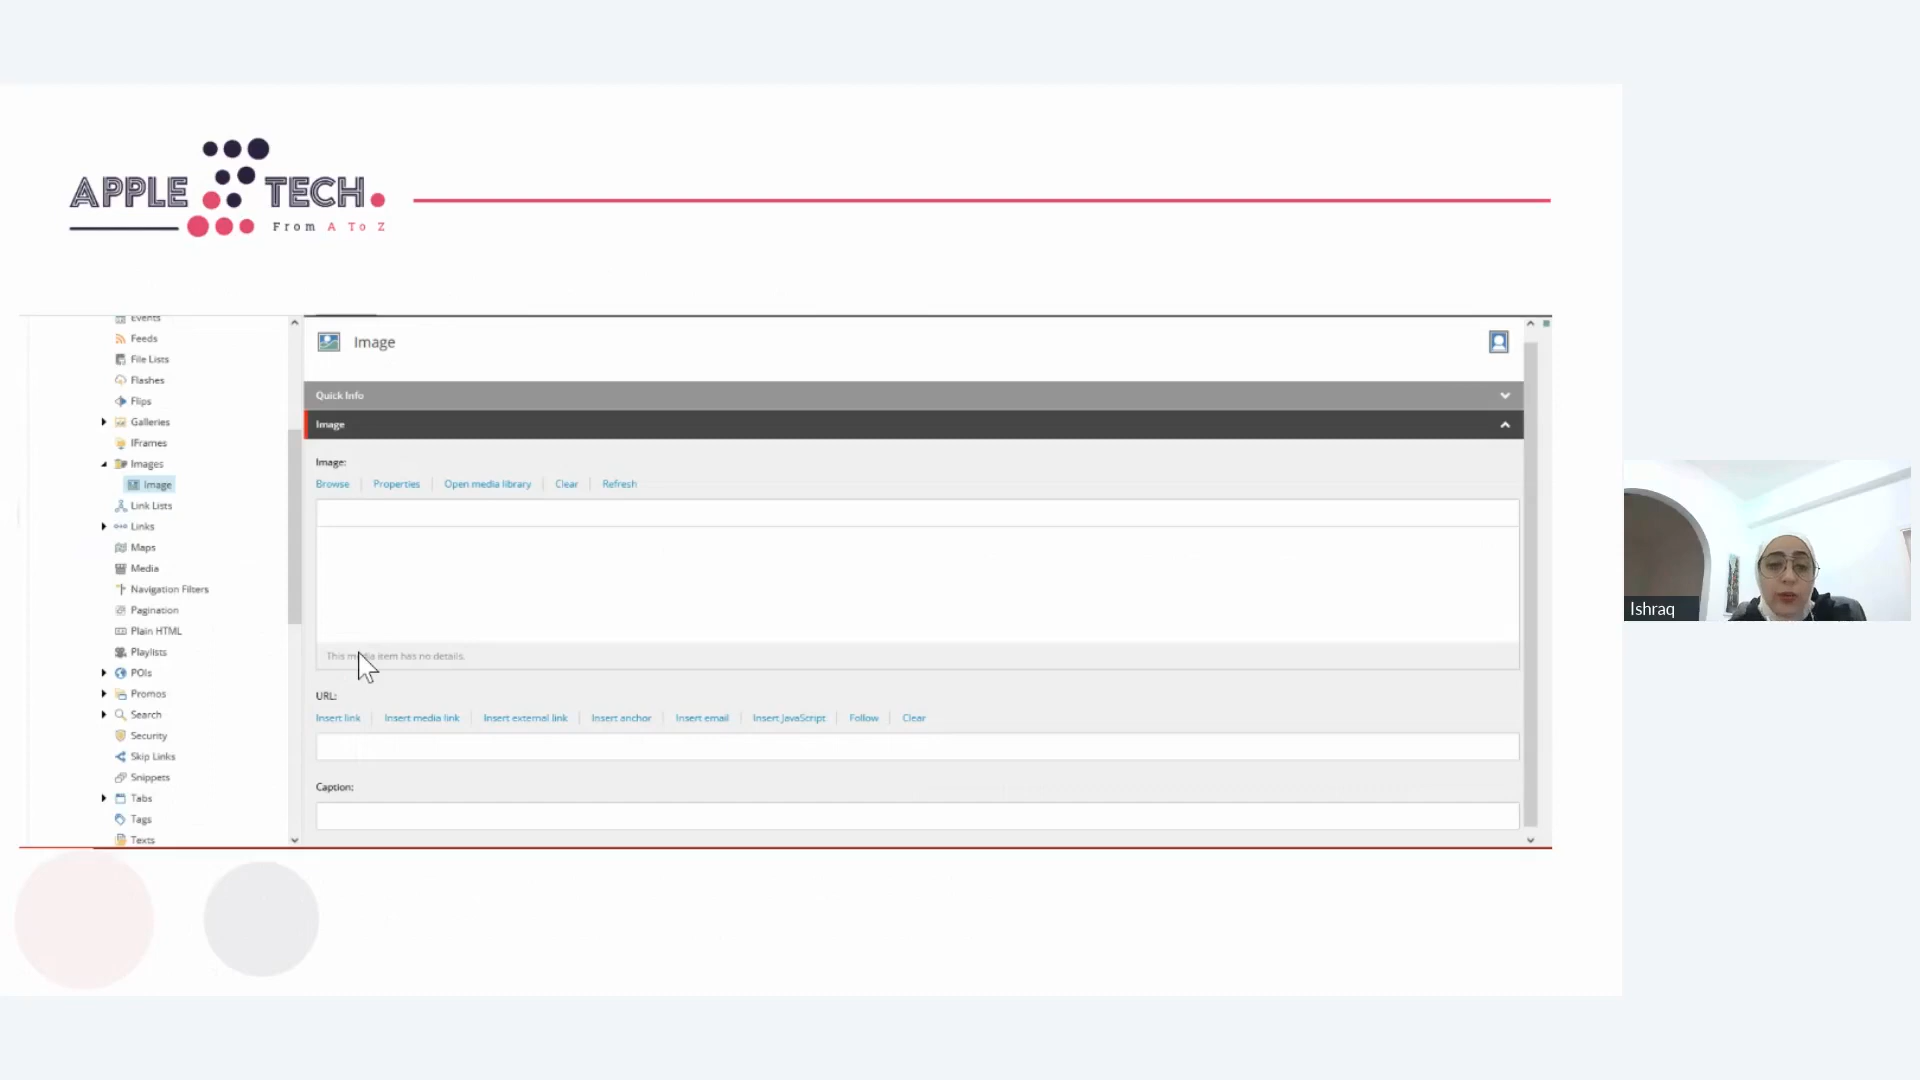 APPLE TECH.
From A To Z
Events
Feeds
File Lists
Flashes
Flips
Galleries
IFrames
Images
Image
Link Lists
Links
Maps
Media
Navigation Filters
Pagination
Plain HTML
Playlists
POIs
Promos
Search
Security
Skip Links
Snippets
Tabs
Tags
Texts
Image
Quick Info
Image
Image:
Browse Properties Open media library Clear Refresh
This media item has no details.
URL:
Insert link Insert media link Insert external link Insert anchor Insert email Insert JavaScript Follow Clear
Caption:
Ishraq